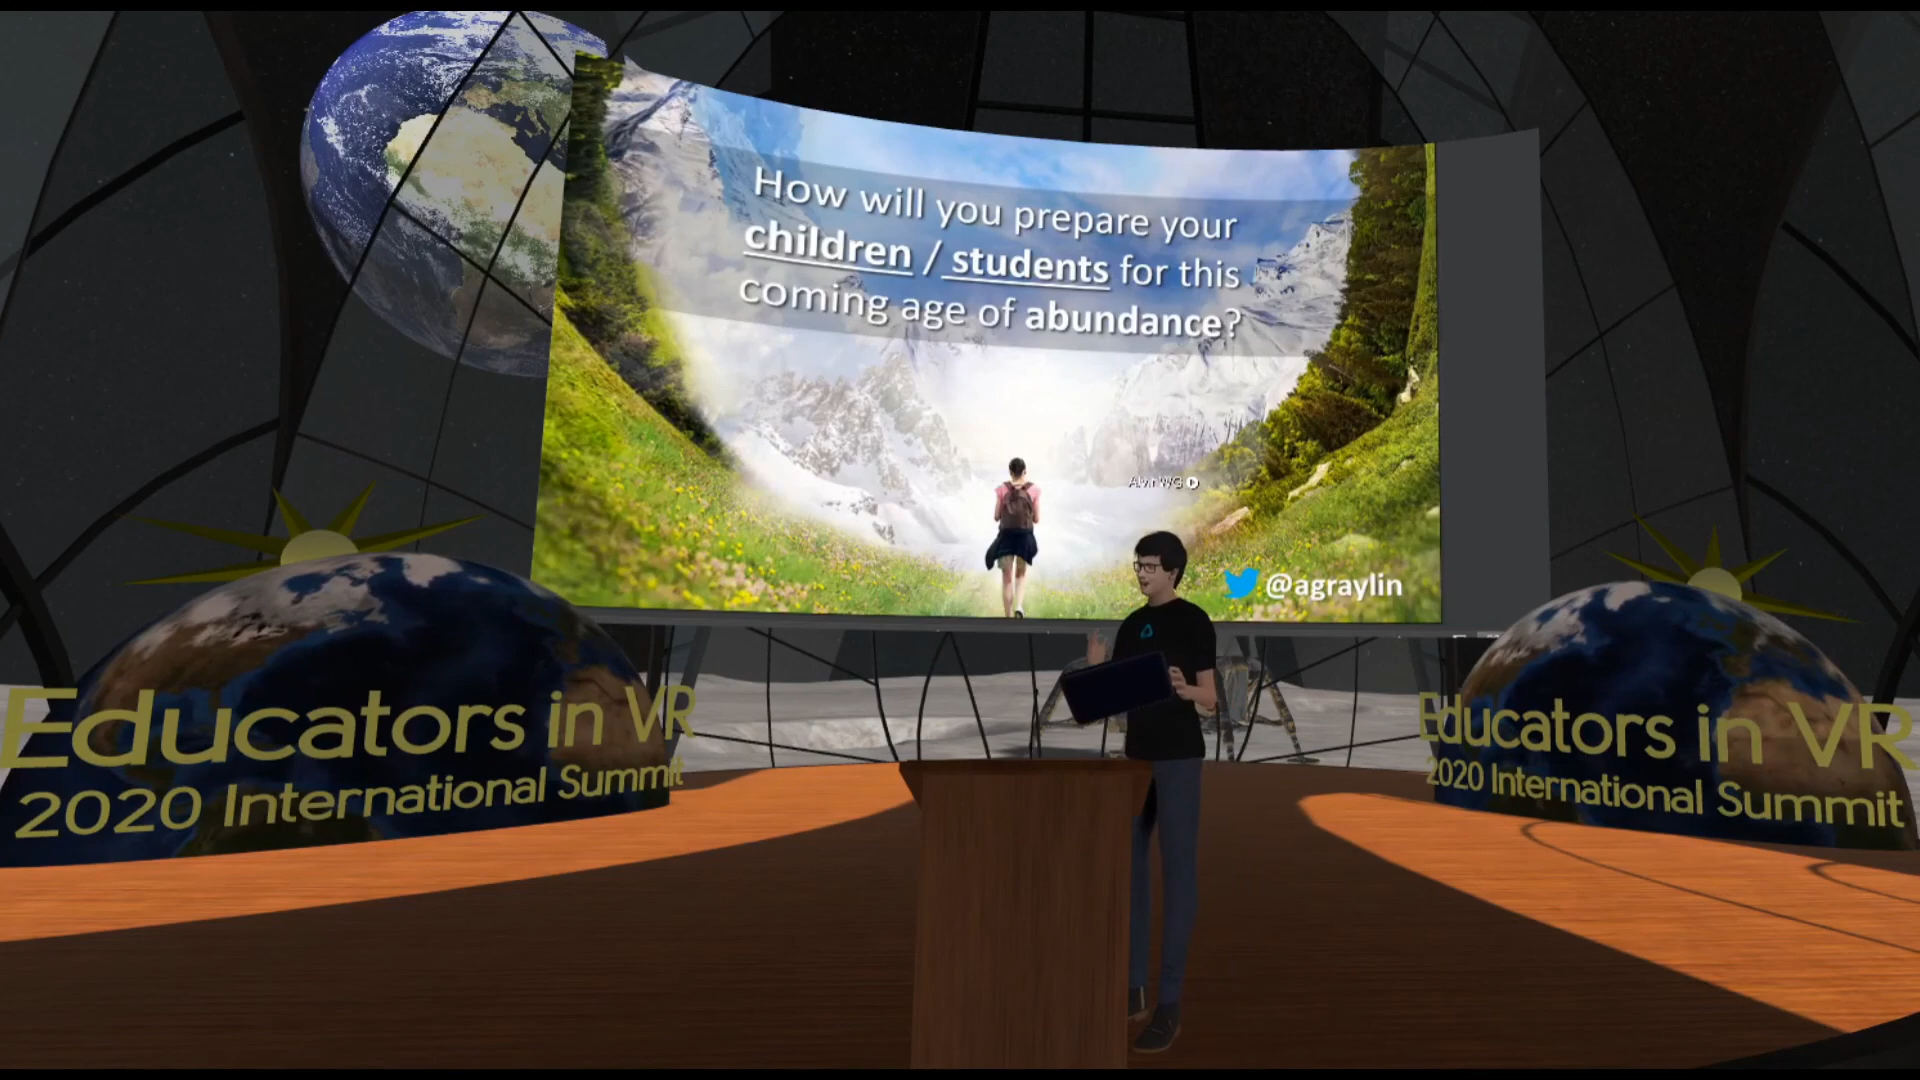 How will you prepare your
children / students for this
coming age of abundance?
@agraylin
Educators in VR
2020 International Summit
Educators in VR
2020 International Summit